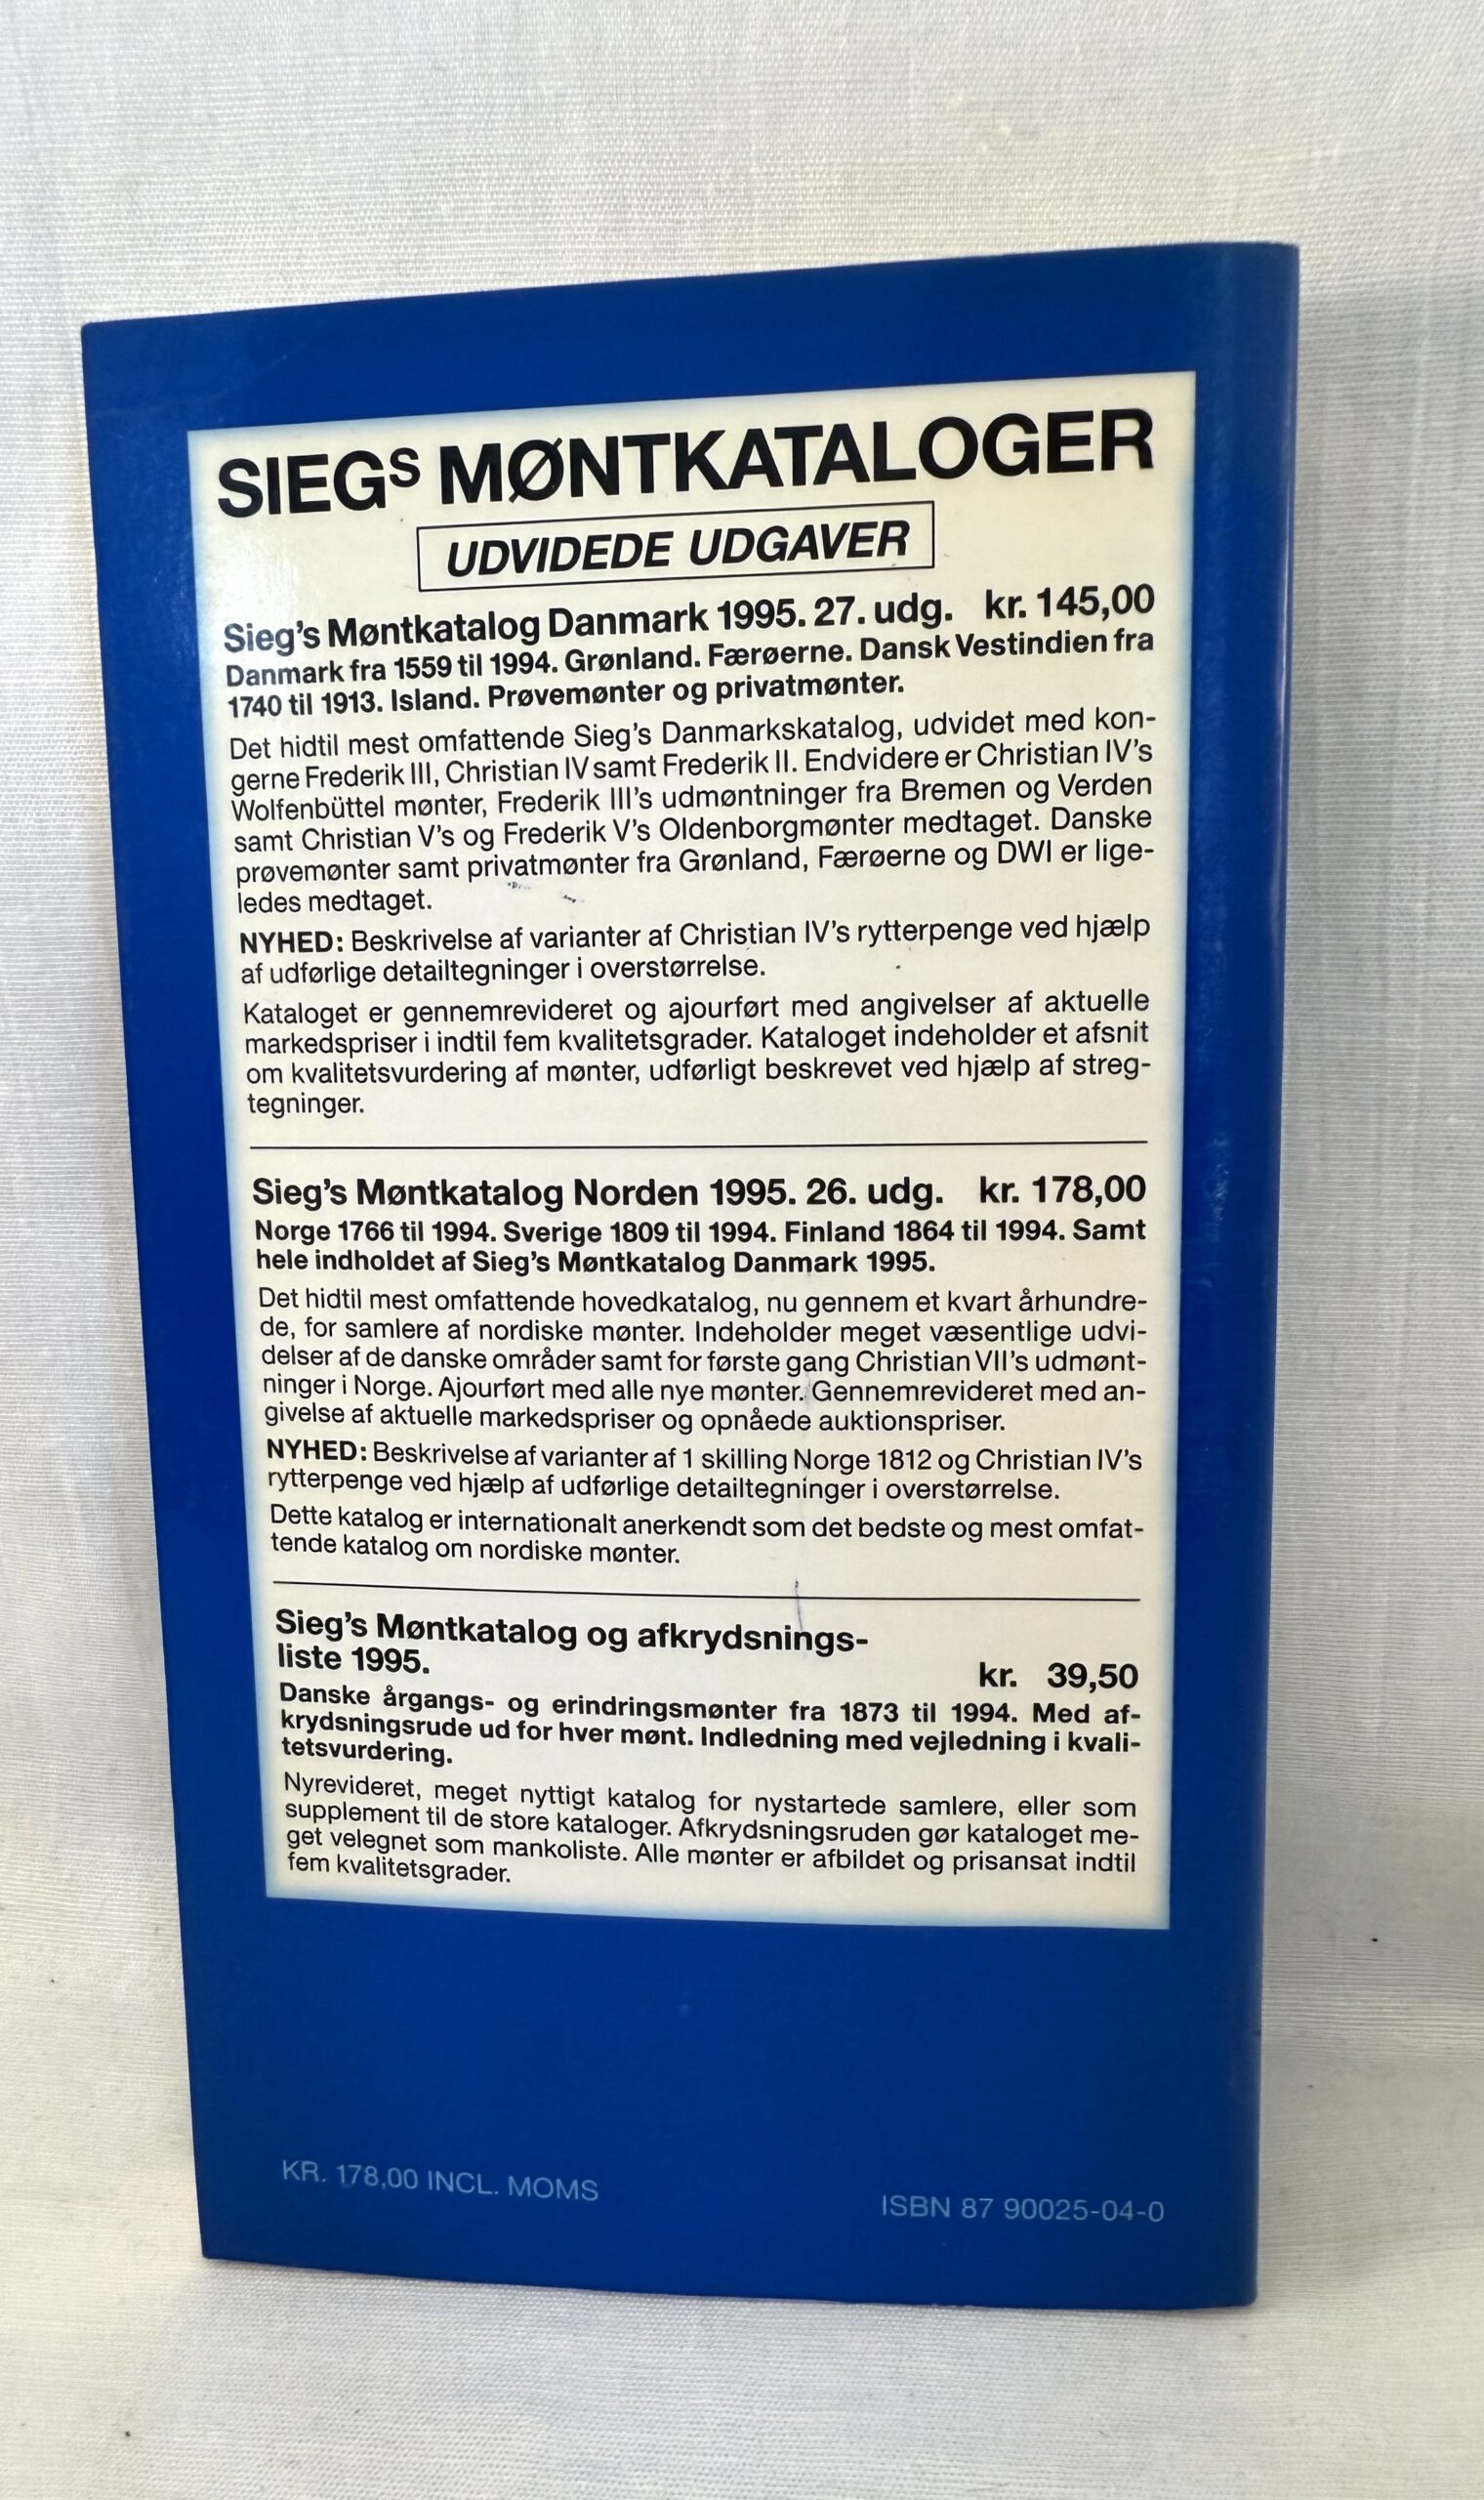 SIEGS MØNTKATALOGER
UDVIDEDE UDGAVER
Sieg's Møntkatalog Danmark 1995. 27. udg. kr. 145,00
Danmark fra 1559 til 1994. Grønland. Færøerne. Dansk Vestindien fra
1740 til 1913. Island. Prøvemønter og privatmønter.
Det hidtil mest omfattende Sieg's Danmarkskatalog, udvidet med kon-
gerne Frederik III, Christian IV samt Frederik II. Endvidere er Christian IV's
Wolfenbüttel mønter, Frederik III's udmøntninger fra Bremen og Verden
samt Christian V's og Frederik V's Oldenborgmønter medtaget. Danske
prøvemønter samt privatmønter fra Grønland, Færøerne og DWI er lige-
ledes medtaget.
NYHED: Beskrivelse af varianter af Christian IV's rytterpenge ved hjælp
af udførlige detailtegninger i overstørrelse.
Kataloget er gennemrevideret og ajourført med angivelser af aktuelle
markedspriser i indtil fem kvalitetsgrader. Kataloget indeholder et afsnit
om kvalitetsvurdering af mønter, udførligt beskrevet ved hjælp af streg-
tegninger.
Sieg's Møntkatalog Norden 1995. 26. udg. kr. 178,00
Norge 1766 til 1994. Sverige 1809 til 1994. Finland 1864 til 1994. Samt
hele indholdet af Sieg's Møntkatalog Danmark 1995.
Det hidtil mest omfattende hovedkatalog, nu gennem et kvart århundre-
de, for samlere af nordiske mønter. Indeholder meget væsentlige udvi-
delser af de danske områder samt for første gang Christian VII's udmønt-
ninger i Norge. Ajourført med alle nye mønter. Gennemrevideret med an-
givelse af aktuelle markedspriser og opnåede auktionspriser.
NYHED: Beskrivelse af varianter af 1 skilling Norge 1812 og Christian IV's
rytterpenge ved hjælp af udførlige detailtegninger i overstørrelse.
Dette katalog er internationalt anerkendt som det bedste og mest omfat-
tende katalog om nordiske mønter.
Sieg's Møntkatalog og afkrydsnings-
liste 1995. kr. 39,50
Danske årgangs- og erindringsmønter fra 1873 til 1994. Med af-
krydsningsrude ud for hver mønt. Indledning med vejledning i kvali-
tetsvurdering.
Nyrevideret, meget nyttigt katalog for nystartede samlere, eller som
supplement til de store kataloger. Afkrydsningsruden gør kataloget me-
get velegnet som mankoliste. Alle mønter er afbildet og prisansat indtil
fem kvalitetsgrader.
KR. 178,00 INCL. MOMS
ISBN 87 90025-04-0